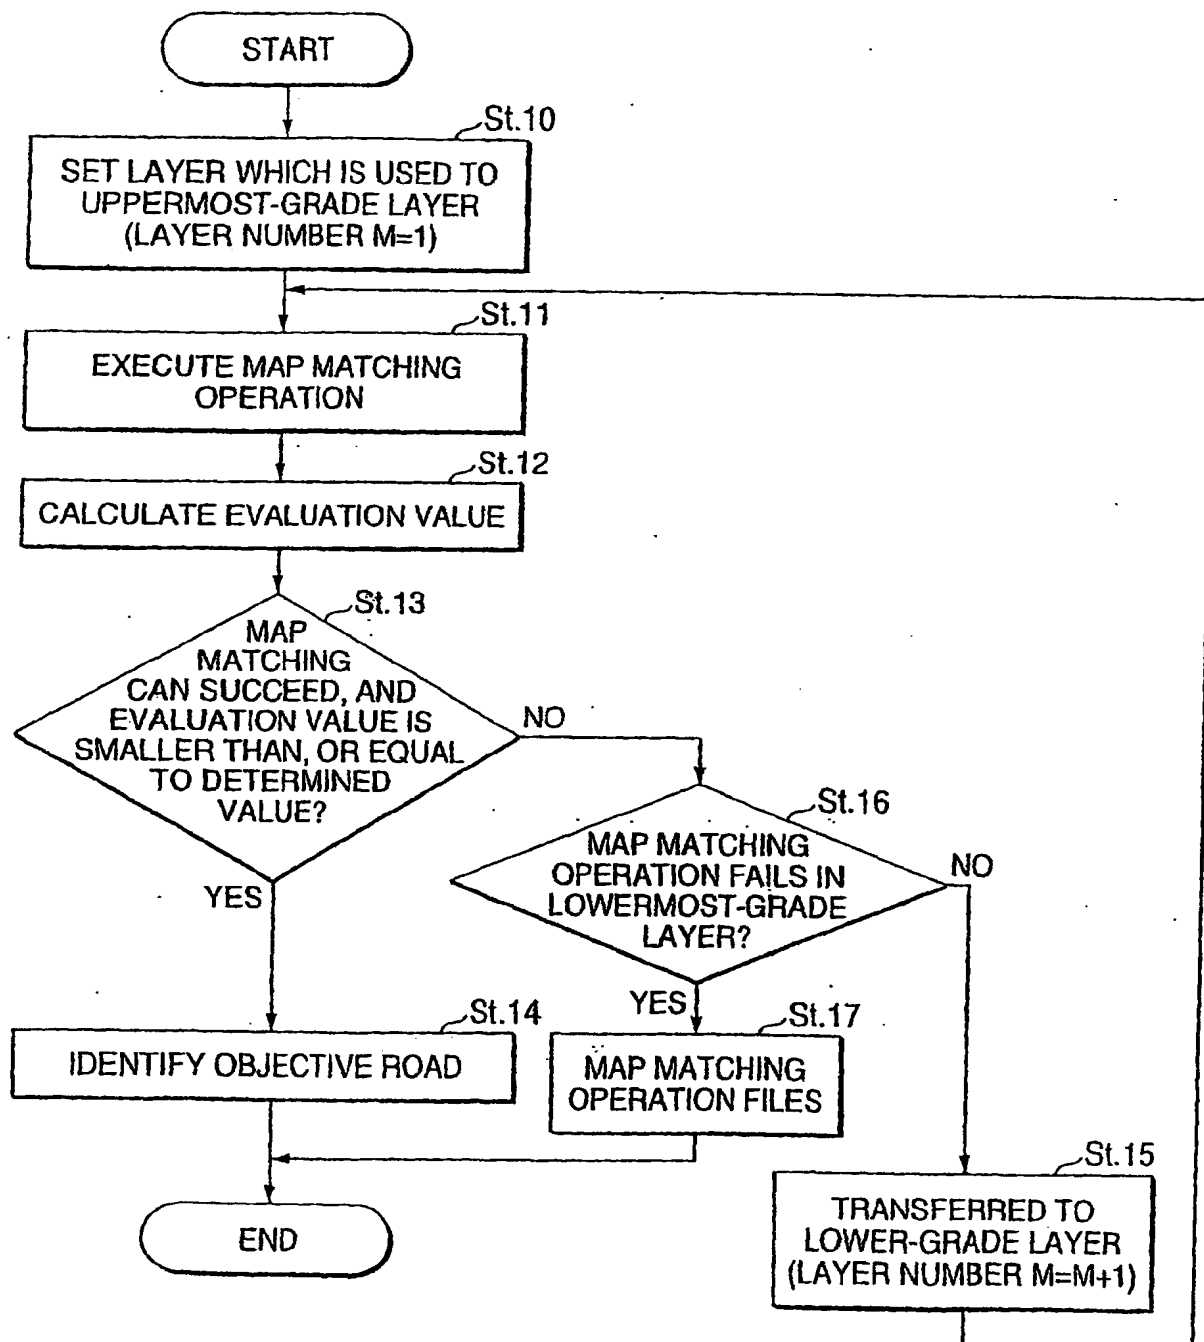 START
St.10
SET LAYER WHICH IS USED TO
UPPERMOST-GRADE LAYER
(LAYER NUMBER M=1)
St.11
EXECUTE MAP MATCHING
OPERATION
St.12
CALCULATE EVALUATION VALUE
St.13
MAP
MATCHING
CAN SUCCEED, AND
EVALUATION VALUE IS
SMALLER THAN, OR EQUAL
TO DETERMINED
VALUE?
NO
YES
St.16
MAP MATCHING
OPERATION FAILS IN
LOWERMOST-GRADE
LAYER?
NO
YES
St.14
IDENTIFY OBJECTIVE ROAD
St.17
MAP MATCHING
OPERATION FILES
St.15
TRANSFERRED TO
LOWER-GRADE LAYER
(LAYER NUMBER M=M+1)
END